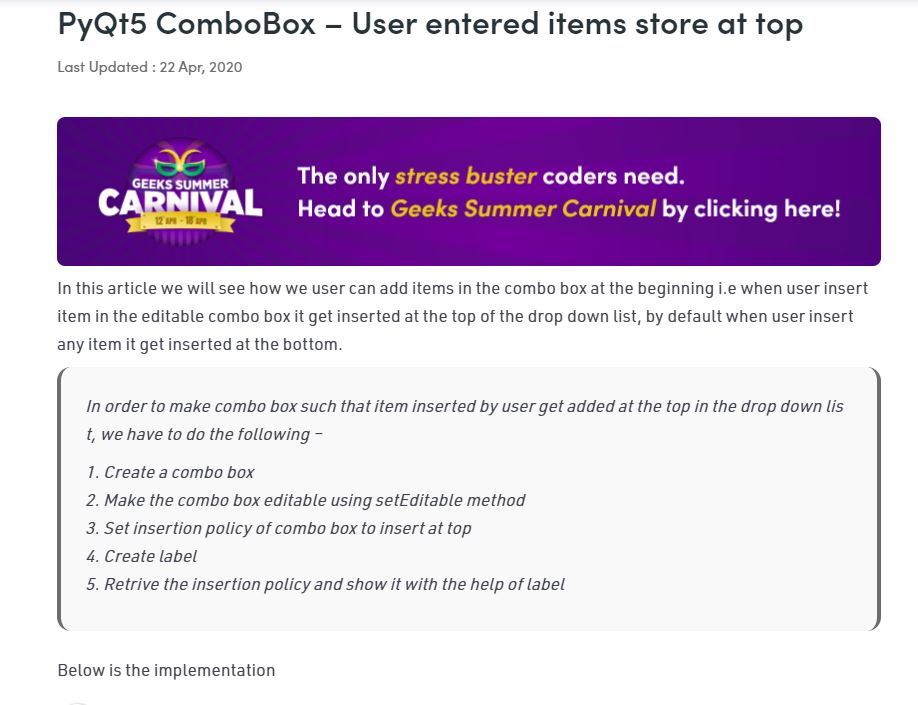 PyQt5 ComboBox – User entered items store at top
Last Updated : 22 Apr, 2020
GEEKS SUMMER
CARNIVAL
12 APR - 18 APR
The only stress buster coders need.
Head to Geeks Summer Carnival by clicking here!
In this article we will see how we user can add items in the combo box at the beginning i.e when user insert
item in the editable combo box it get inserted at the top of the drop down list, by default when user insert
any item it get inserted at the bottom.
In order to make combo box such that item inserted by user get added at the top in the drop down lis
t, we have to do the following –
1. Create a combo box
2. Make the combo box editable using setEditable method
3. Set insertion policy of combo box to insert at top
4. Create label
5. Retrive the insertion policy and show it with the help of label
Below is the implementation